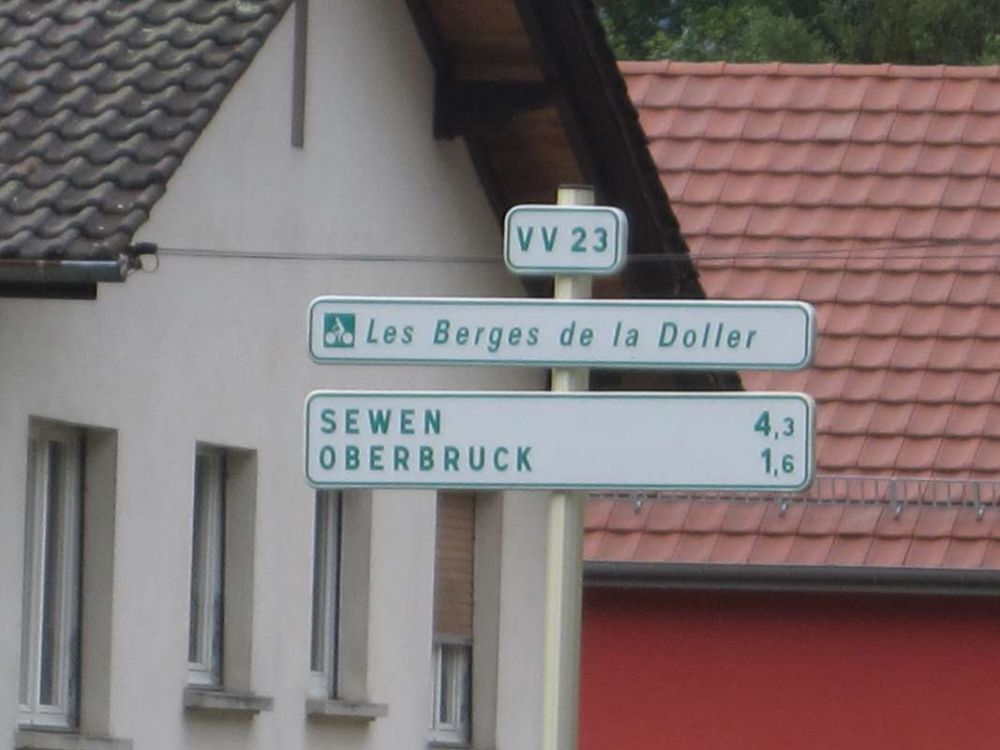 VV 23
Les Berges de la Doller
SEWEN 4,3
OBERBRUCK 1,6